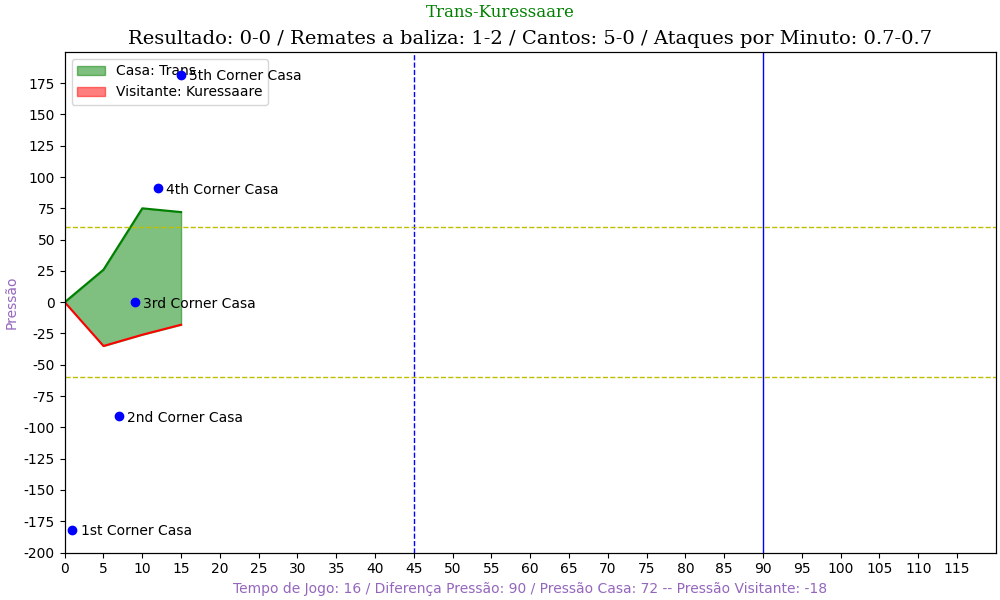 Trans-Kuressaare
Resultado: 0-0 / Remates a baliza: 1-2 / Cantos: 5-0 / Ataques por Minuto: 0.7-0.7
Casa: Trans
Visitante: Kuressaare
5th Corner Casa
4th Corner Casa
3rd Corner Casa
2nd Corner Casa
1st Corner Casa
Pressão
175
150
125
100
75
50
25
0
-25
-50
-75
-100
-125
-150
-175
-200
0 5 10 15 20 25 30 35 40 45 50 55 60 65 70 75 80 85 90 95 100 105 110 115
Tempo de Jogo: 16 / Diferença Pressão: 90 / Pressão Casa: 72 -- Pressão Visitante: -18